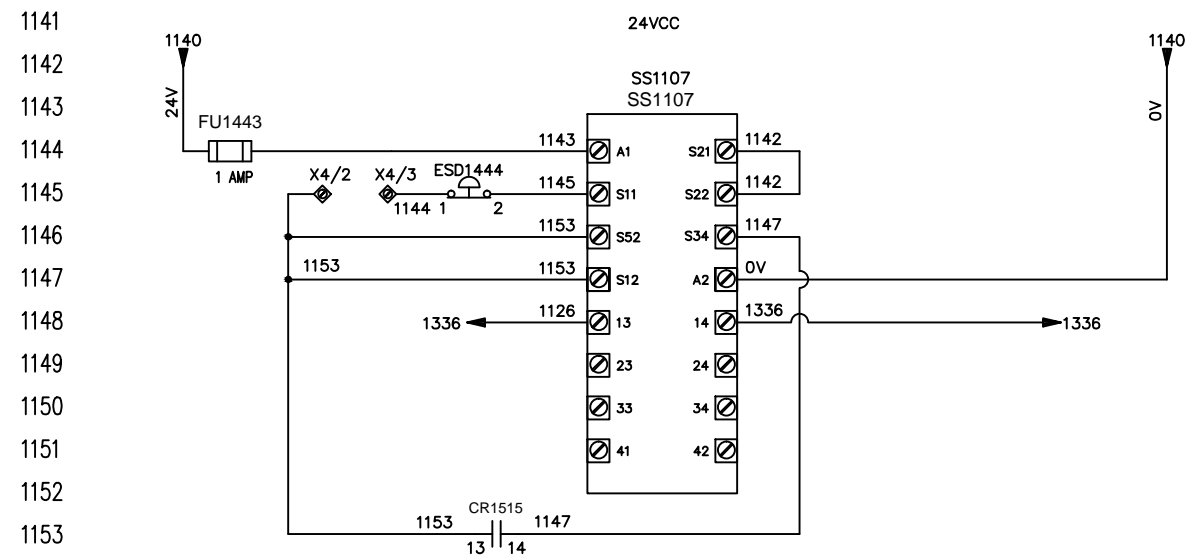 1141
24VCC
1140
1140
1142
SS1107
SS1107
24V
0V
1143
FU1443
1144
1143
A1
S21
1142
1 AMP
X4/2
X4/3
ESD1444
1145
1144
1
2
1145
S11
S22
1142
1146
1153
S52
S34
1147
1147
1153
1153
S12
A2
0V
1148
1336
1126
13
14
1336
1336
1149
23
24
1150
33
34
1151
41
42
1152
CR1515
1153
1153
1147
13
14